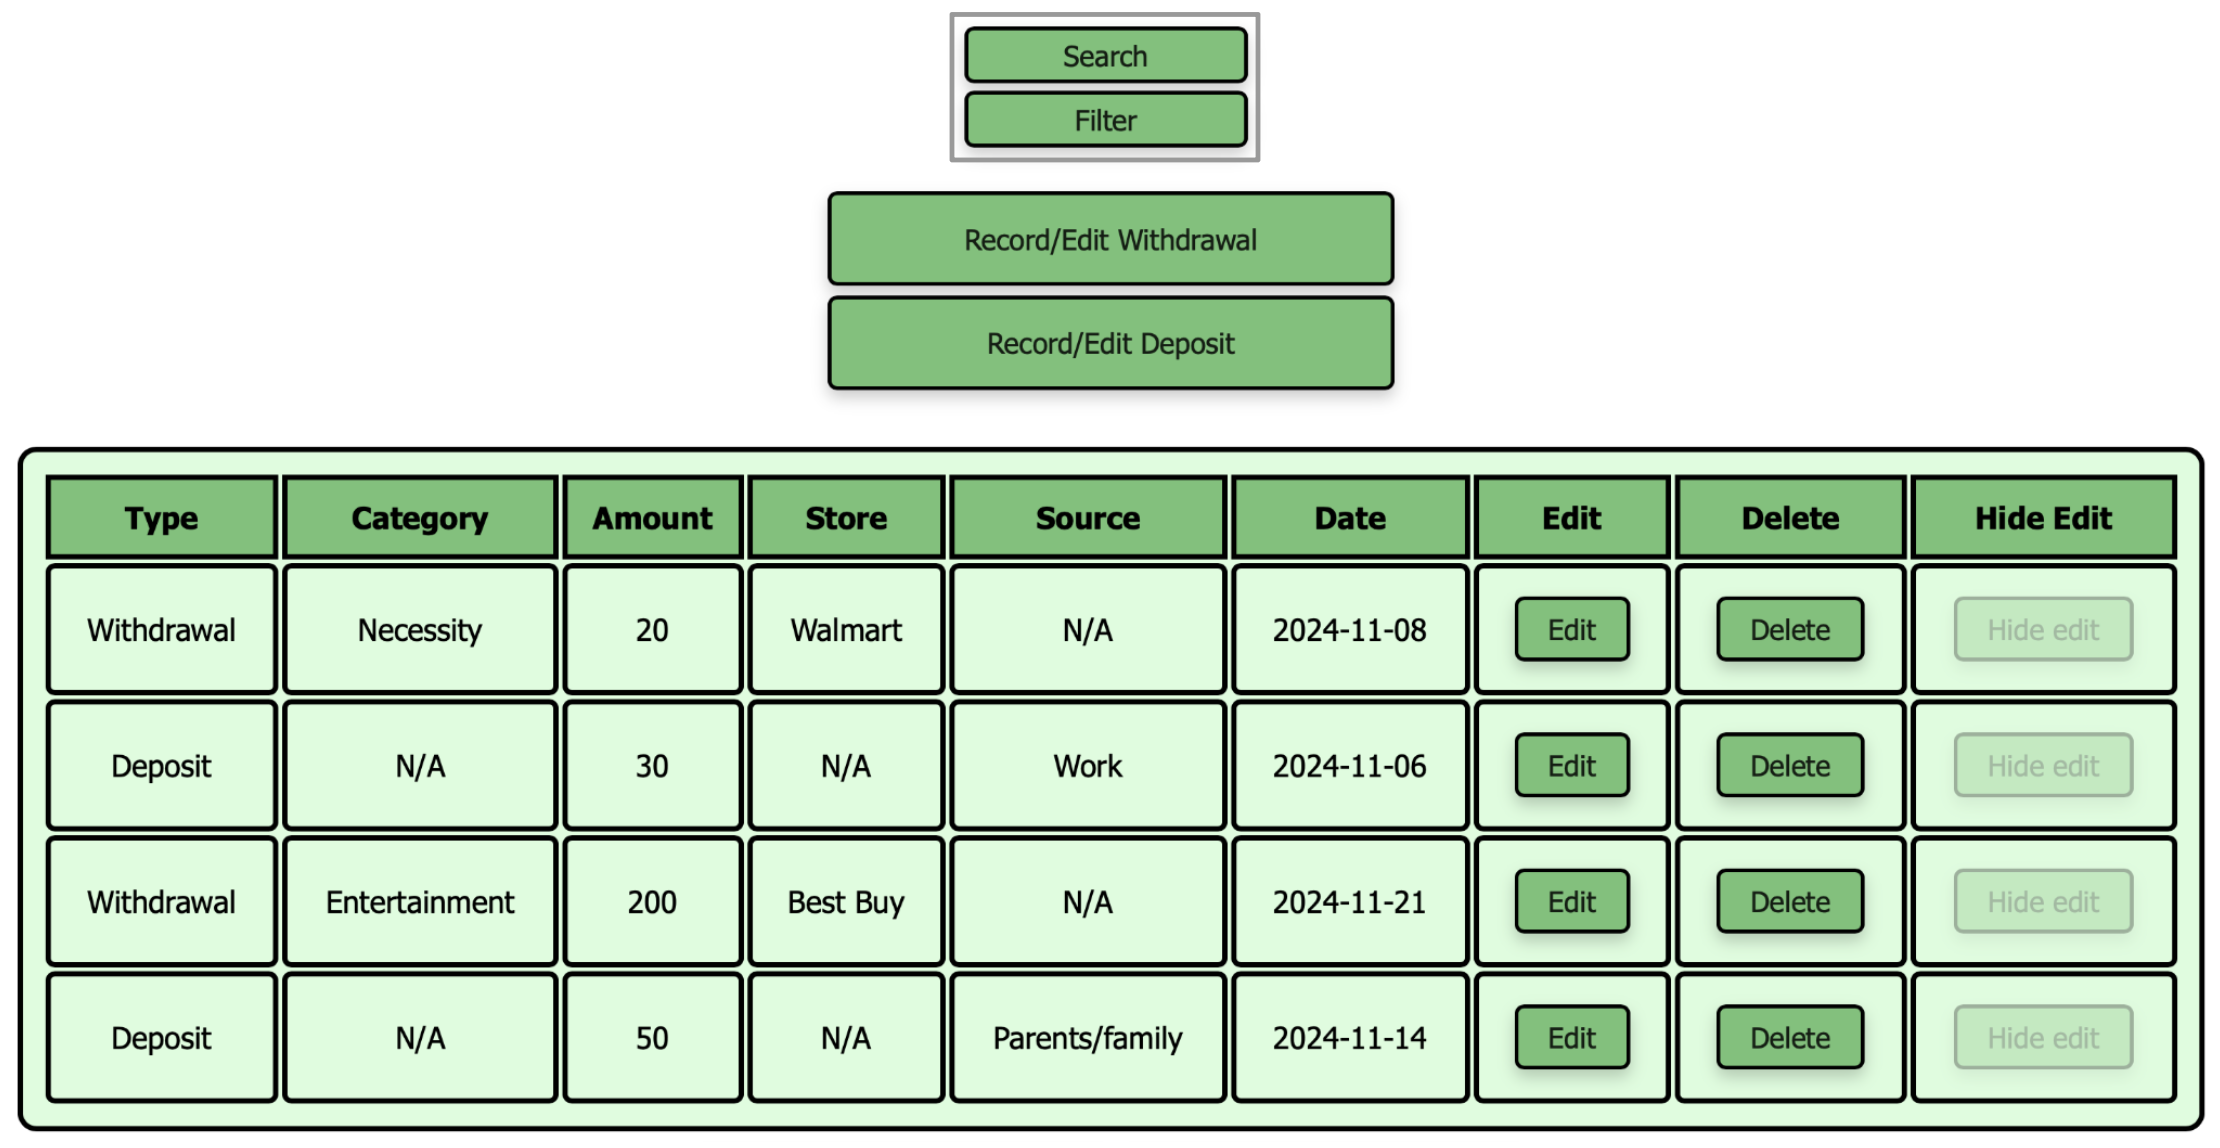 Search
Filter
Record/Edit Withdrawal
Record/Edit Deposit
Type Category Amount Store Source Date Edit Delete Hide Edit
Withdrawal Necessity 20 Walmart N/A 2024-11-08 Edit Delete Hide edit
Deposit N/A 30 N/A Work 2024-11-06 Edit Delete Hide edit
Withdrawal Entertainment 200 Best Buy N/A 2024-11-21 Edit Delete Hide edit
Deposit N/A 50 N/A Parents/family 2024-11-14 Edit Delete Hide edit